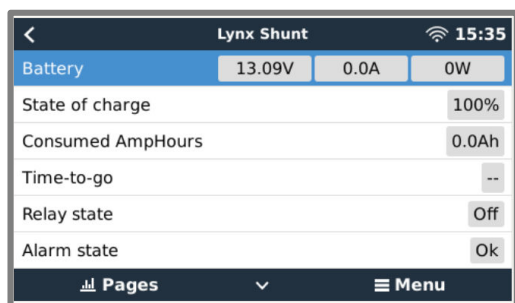 Lynx Shunt 15:35
Battery 13.09V 0.0A 0W
State of charge 100%
Consumed AmpHours 0.0Ah
Time-to-go --
Relay state Off
Alarm state Ok
Pages Menu